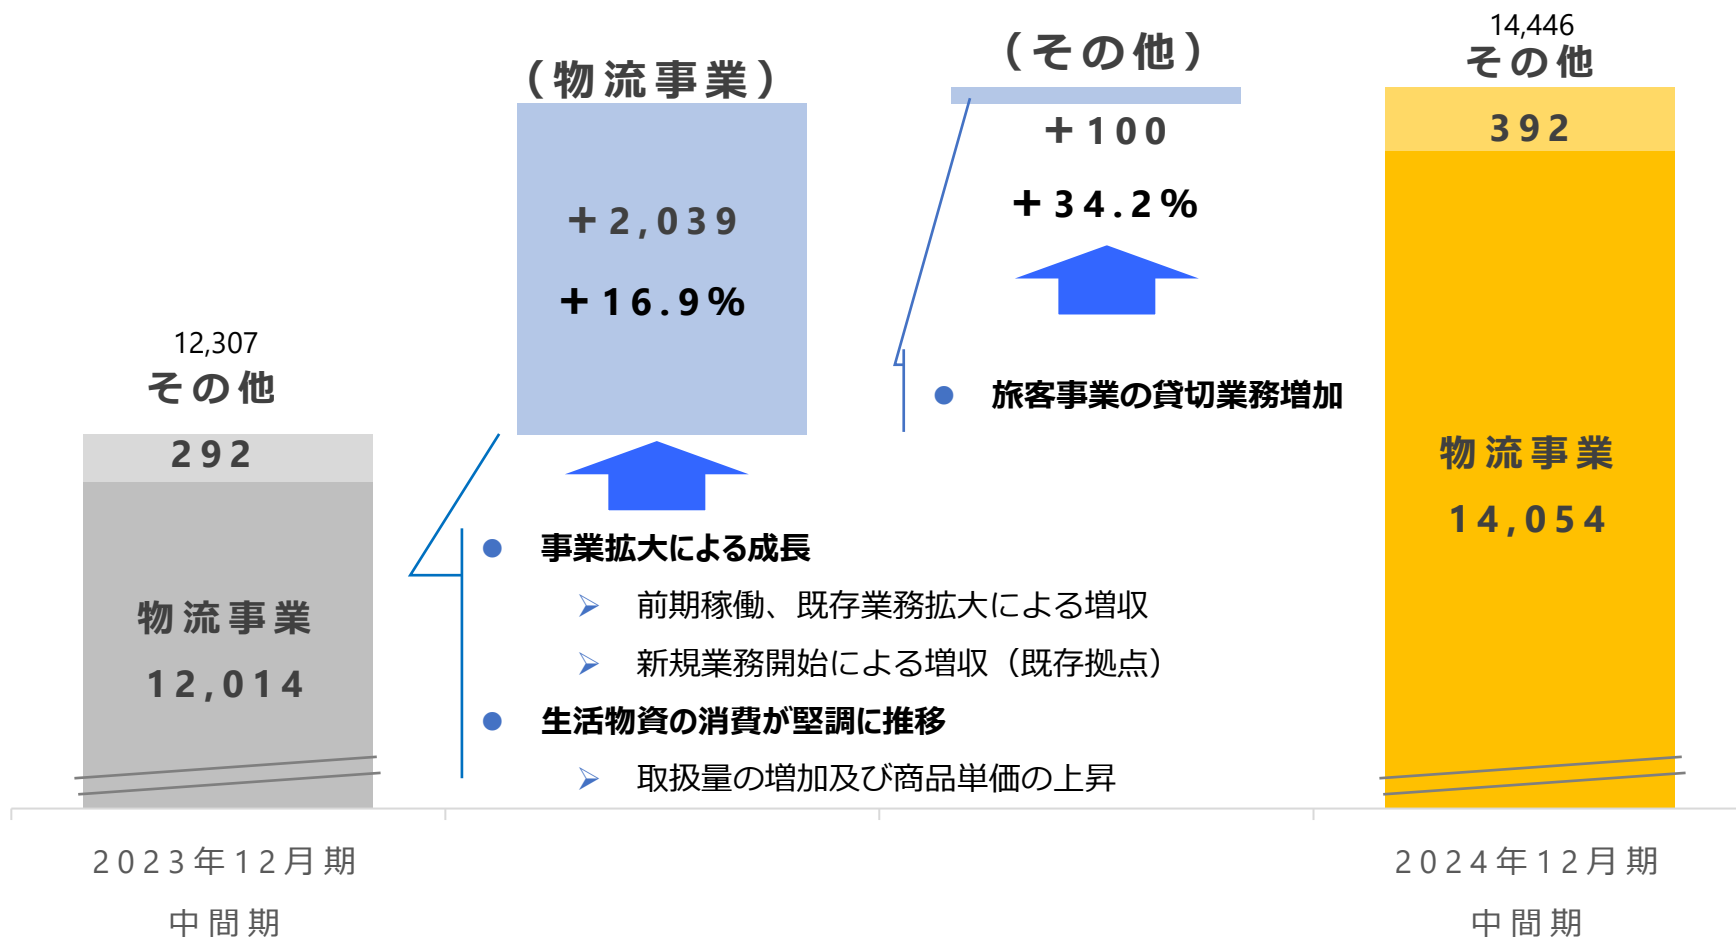 12,307
その他
292
物流事業
12,014
2023年12月期
中間期
（物流事業）
＋2,039
＋16.9%
● 事業拡大による成長
➢ 前期稼働、既存業務拡大による増収
➢ 新規業務開始による増収（既存拠点）
● 生活物資の消費が堅調に推移
➢ 取扱量の増加及び商品単価の上昇
（その他）
＋100
＋34.2%
● 旅客事業の貸切業務増加
14,446
その他
392
物流事業
14,054
2024年12月期
中間期